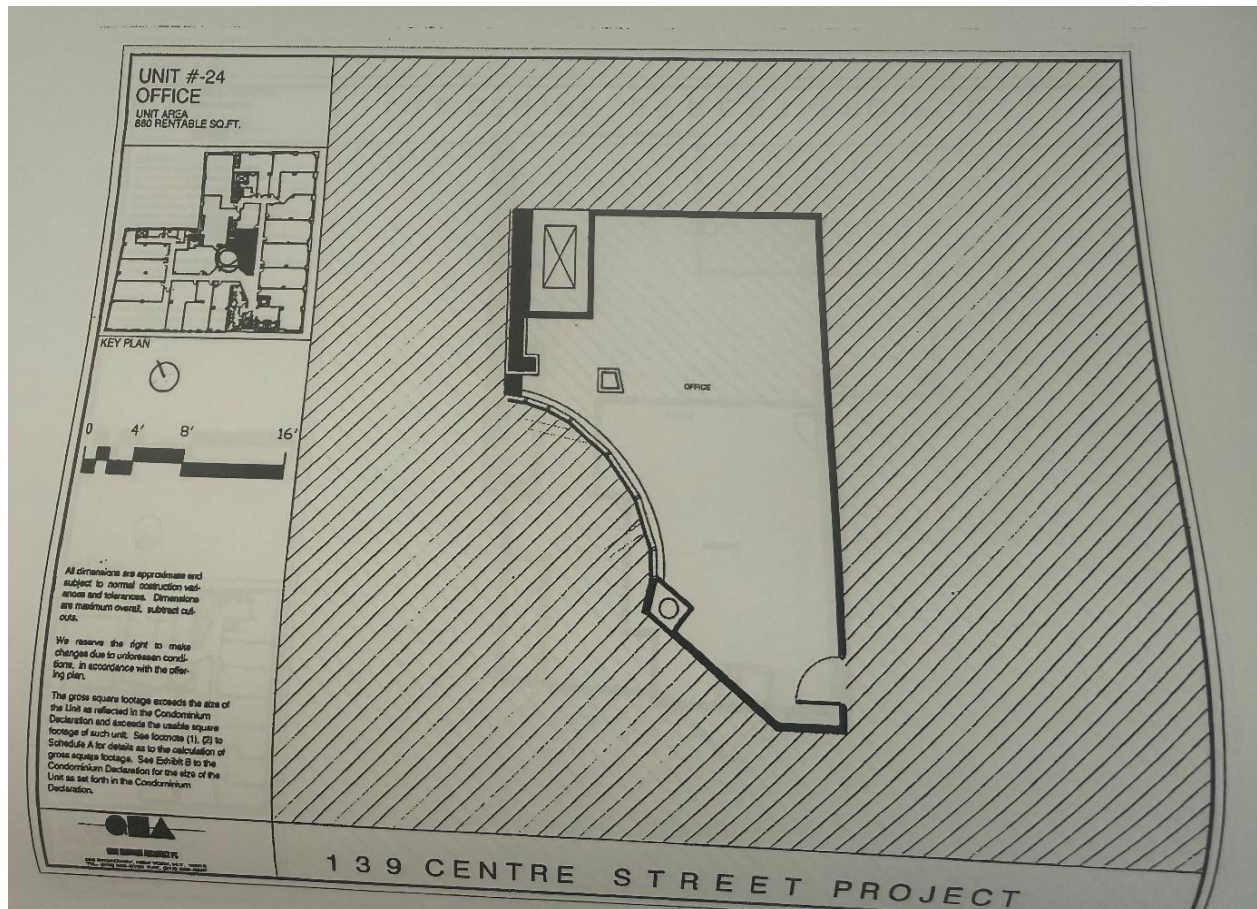 UNIT #-24
OFFICE
UNIT AREA
680 RENTABLE SQ.FT.
KEY PLAN
0 4' 8' 16'
OFFICE
All dimensions are approximate and
subject to normal costruction vari-
ances and tolerances. Dimensions
are maximum overall, subtract cut-
outs.
We reserve the right to make
changes due to unforeseen condi-
tions, in accordance with the offer-
ing plan.
The gross square footage exceeds the size of
the Unit as reflected in the Condominium
Declaration and exceeds the usable square
footage of such unit. See footnote (1), (2) to
Schedule A for details as to the calculation of
gross square footage. See Exhibit B to the
Condominium Declaration for the size of the
Unit as set forth in the Condominium
Declaration.
139 CENTRE STREET PROJECT